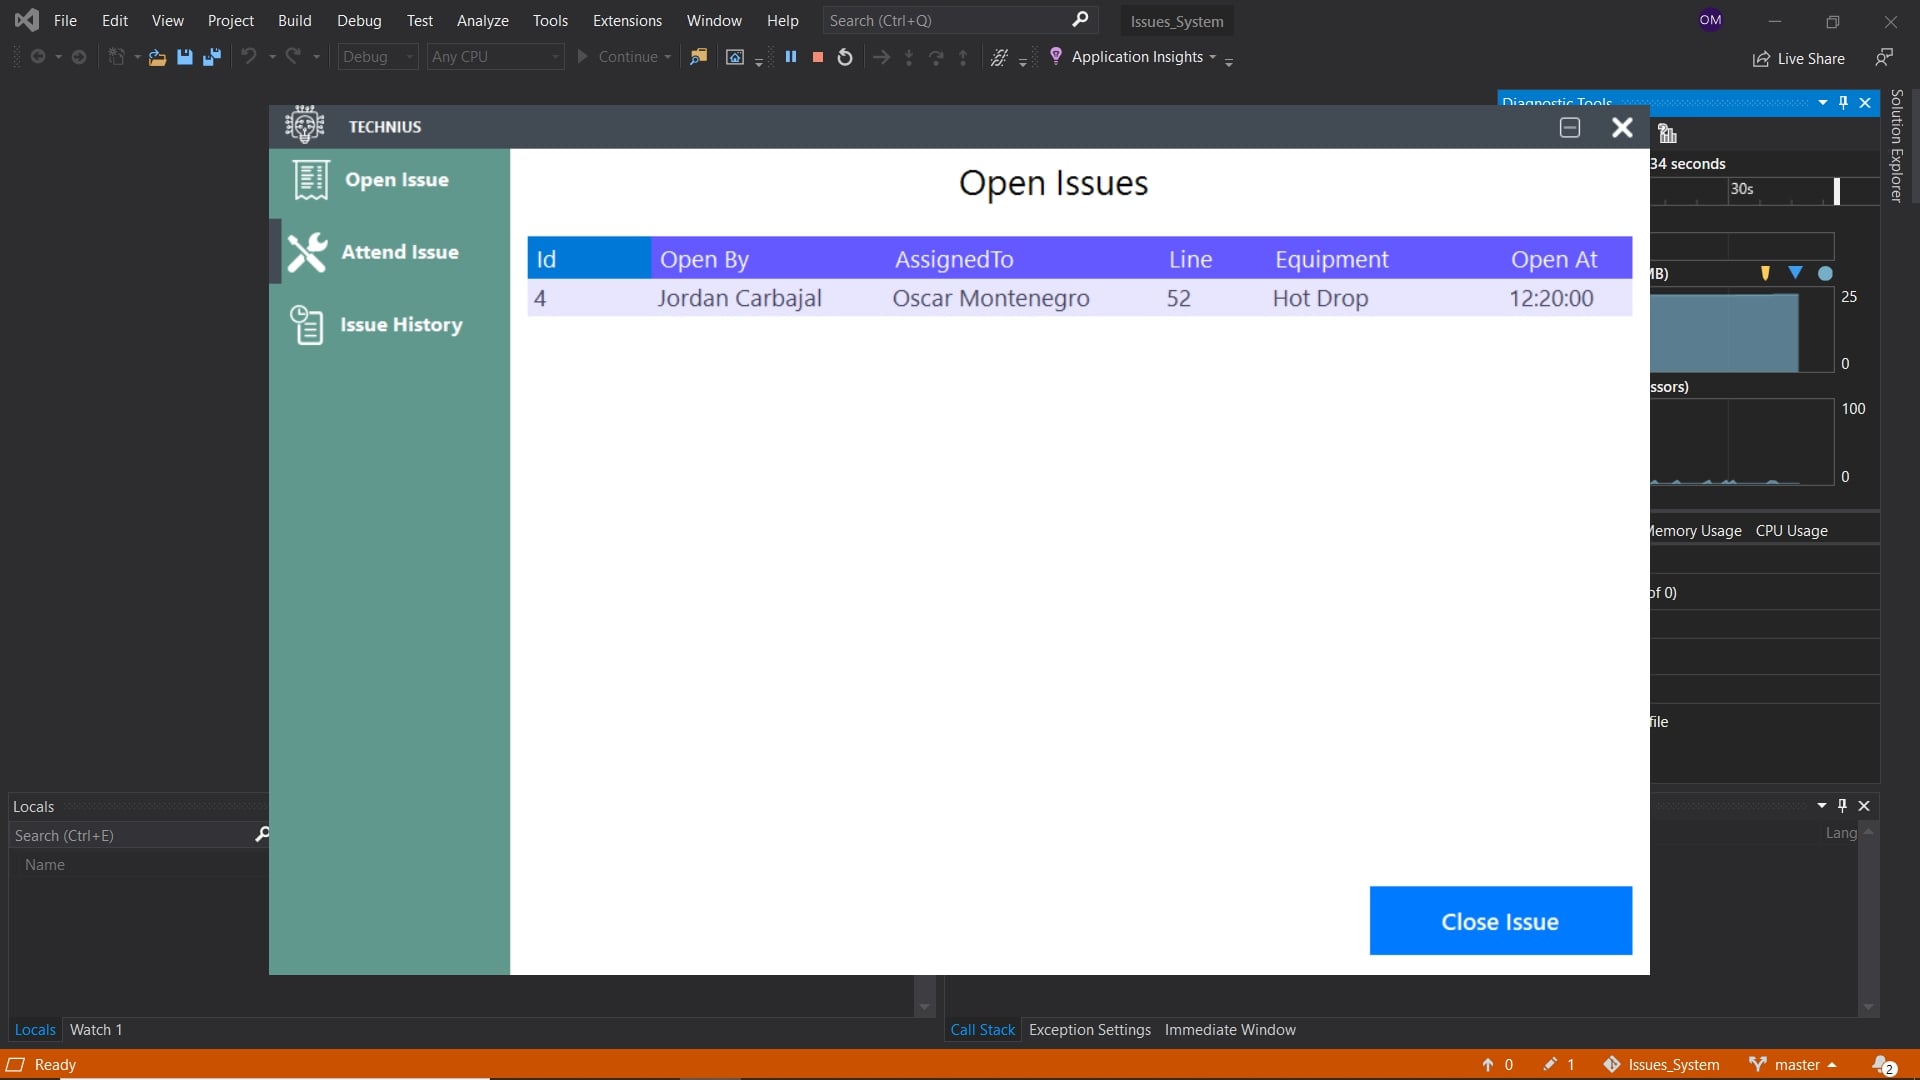 File Edit View Project Build Debug Test Analyze Tools Extensions Window Help Search (Ctrl+Q) Issues_System OM
Debug Any CPU Continue Application Insights Live Share
Diagnostic Tools
Solution Explorer
TECHNIUS
34 seconds
30s
Open Issue
Attend Issue
Issue History
Open Issues
Id Open By AssignedTo Line Equipment Open At
4 Jordan Carbajal Oscar Montenegro 52 Hot Drop 12:20:00
Close Issue
MB)
25
0
ssors)
100
0
Memory Usage CPU Usage
of 0)
file
Locals
Search (Ctrl+E)
Name
Lang
Locals Watch 1
Call Stack Exception Settings Immediate Window
Ready 0 1 Issues_System master 2